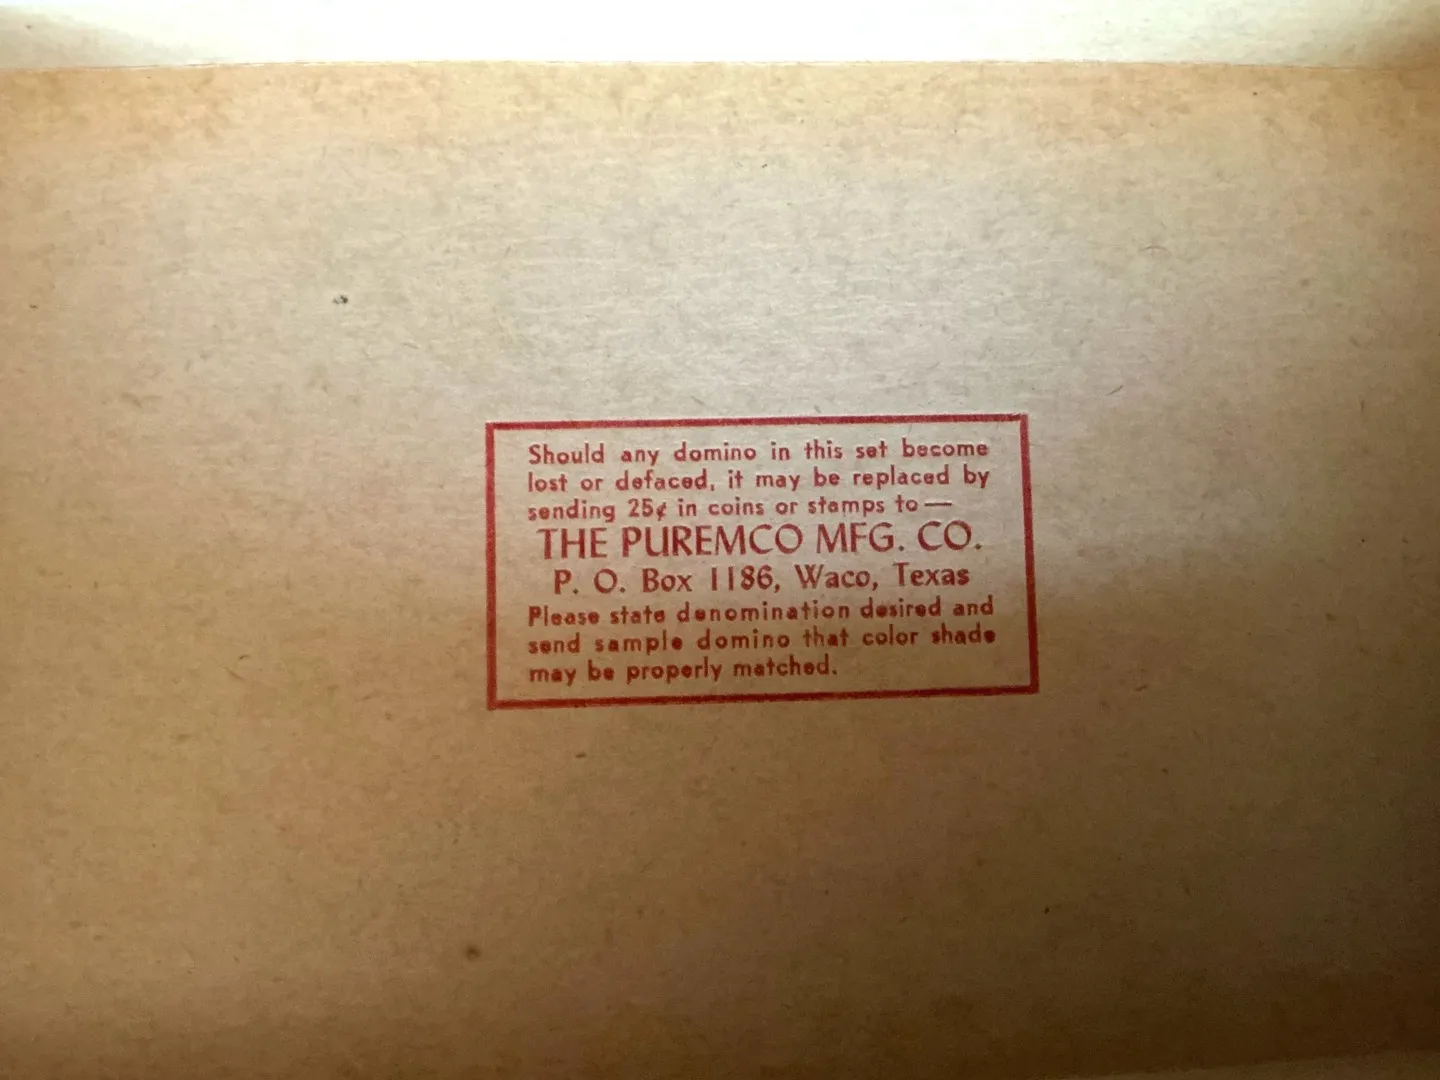 Should any domino in this set become
lost or defaced, it may be replaced by
sending 25¢ in coins or stamps to —
THE PUREMCO MFG. CO.
P. O. Box 1186, Waco, Texas
Please state denomination desired and
send sample domino that color shade
may be properly matched.